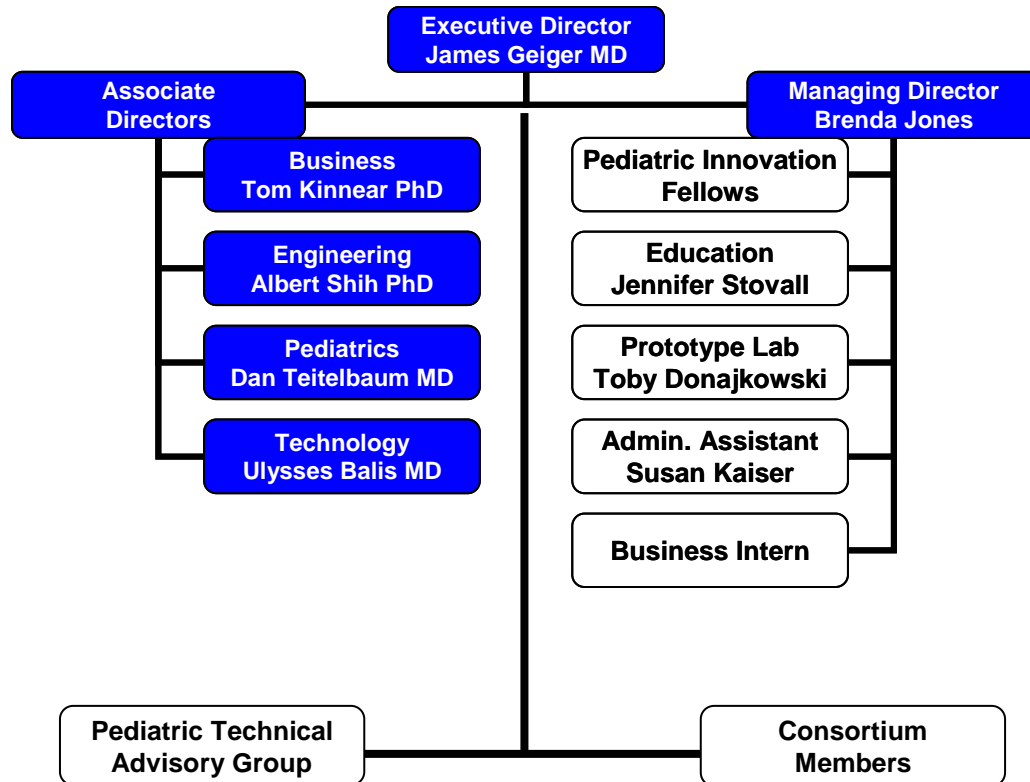 Executive Director
James Geiger MD
Associate
Directors
Managing Director
Brenda Jones
Business
Tom Kinnear PhD
Engineering
Albert Shih PhD
Pediatrics
Dan Teitelbaum MD
Technology
Ulysses Balis MD
Pediatric Innovation
Fellows
Education
Jennifer Stovall
Prototype Lab
Toby Donajkowski
Admin. Assistant
Susan Kaiser
Business Intern
Pediatric Technical
Advisory Group
Consortium
Members